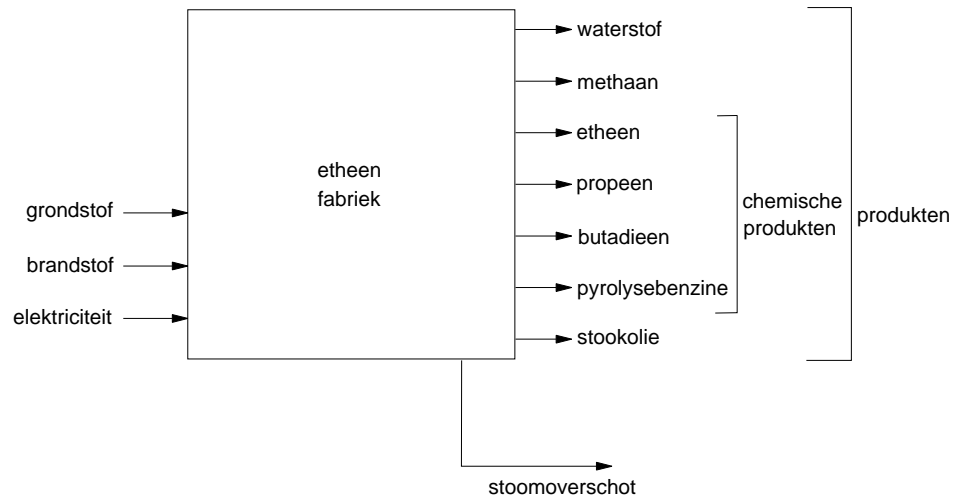 waterstof
methaan
etheen
propeen
butadieen
pyrolysebenzine
stookolie
etheen
fabriek
grondstof
brandstof
elektriciteit
chemische
produkten
produkten
stoomoverschot